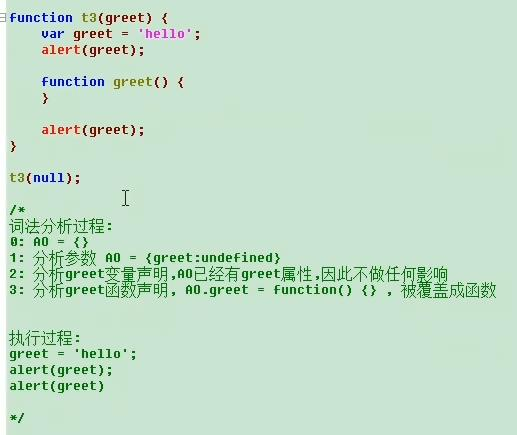 function t3(greet) {
var greet = 'hello';
alert(greet);
function greet() {
}
alert(greet);
}
t3(null);
/*
词法分析过程:
0: AO = {}
1: 分析参数 AO = {greet:undefined}
2: 分析greet变量声明,AO已经有greet属性,因此不做任何影响
3: 分析greet函数声明, AO.greet = function() {} , 被覆盖成函数
执行过程:
greet = 'hello';
alert(greet);
alert(greet)
*/